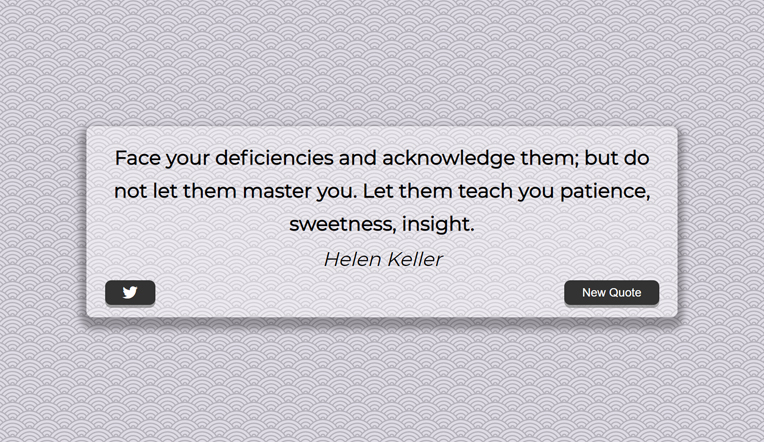 Face your deficiencies and acknowledge them; but do
not let them master you. Let them teach you patience,
sweetness, insight.
Helen Keller
New Quote